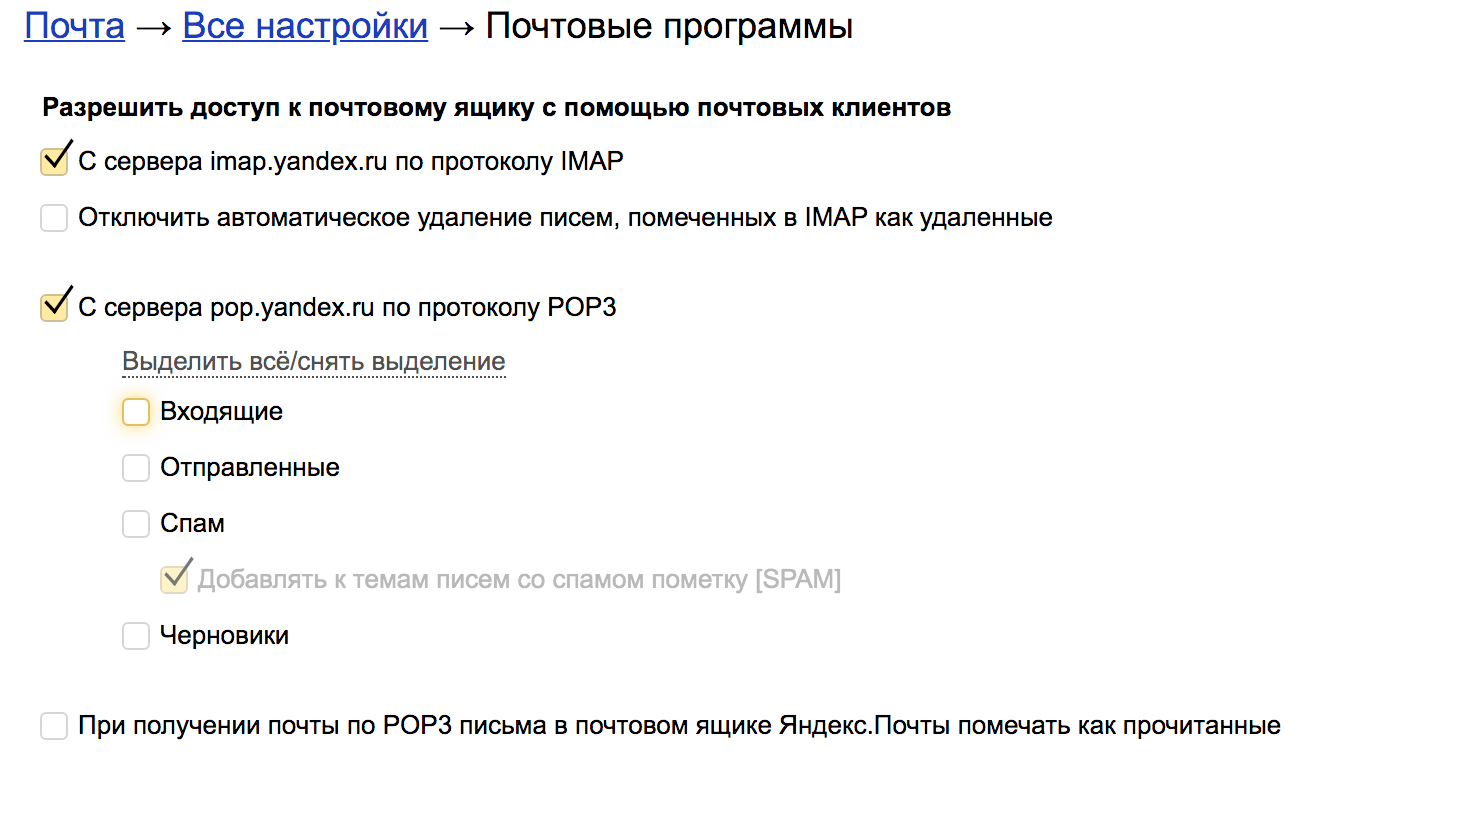 Почта → Все настройки → Почтовые программы
Разрешить доступ к почтовому ящику с помощью почтовых клиентов
С сервера imap.yandex.ru по протоколу IMAP
Отключить автоматическое удаление писем, помеченных в IMAP как удаленные
С сервера pop.yandex.ru по протоколу POP3
Выделить всё/снять выделение
Входящие
Отправленные
Спам
Добавлять к темам писем со спамом пометку [SPAM]
Черновики
При получении почты по POP3 письма в почтовом ящике Яндекс.Почты помечать как прочитанные